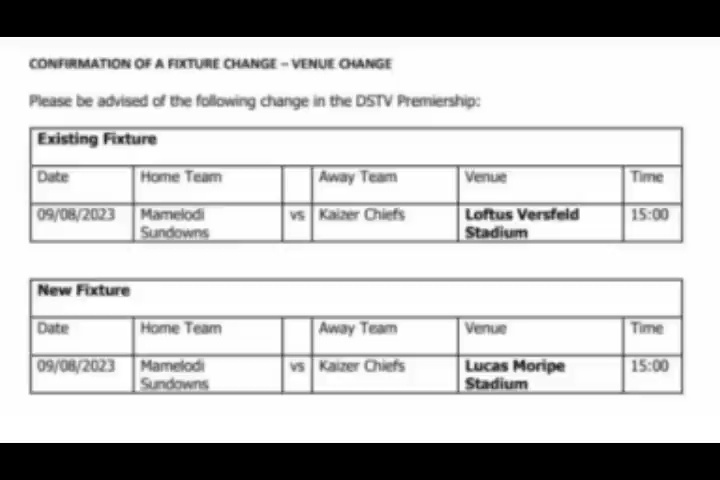 CONFIRMATION OF A FIXTURE CHANGE – VENUE CHANGE
Please be advised of the following change in the DSTV Premiership:
Existing Fixture
Date Home Team Away Team Venue Time
09/08/2023 Mamelodi vs Kaizer Chiefs Loftus Versfeld 15:00
Sundowns Stadium
New Fixture
Date Home Team Away Team Venue Time
09/08/2023 Mamelodi vs Kaizer Chiefs Lucas Moripe 15:00
Sundowns Stadium